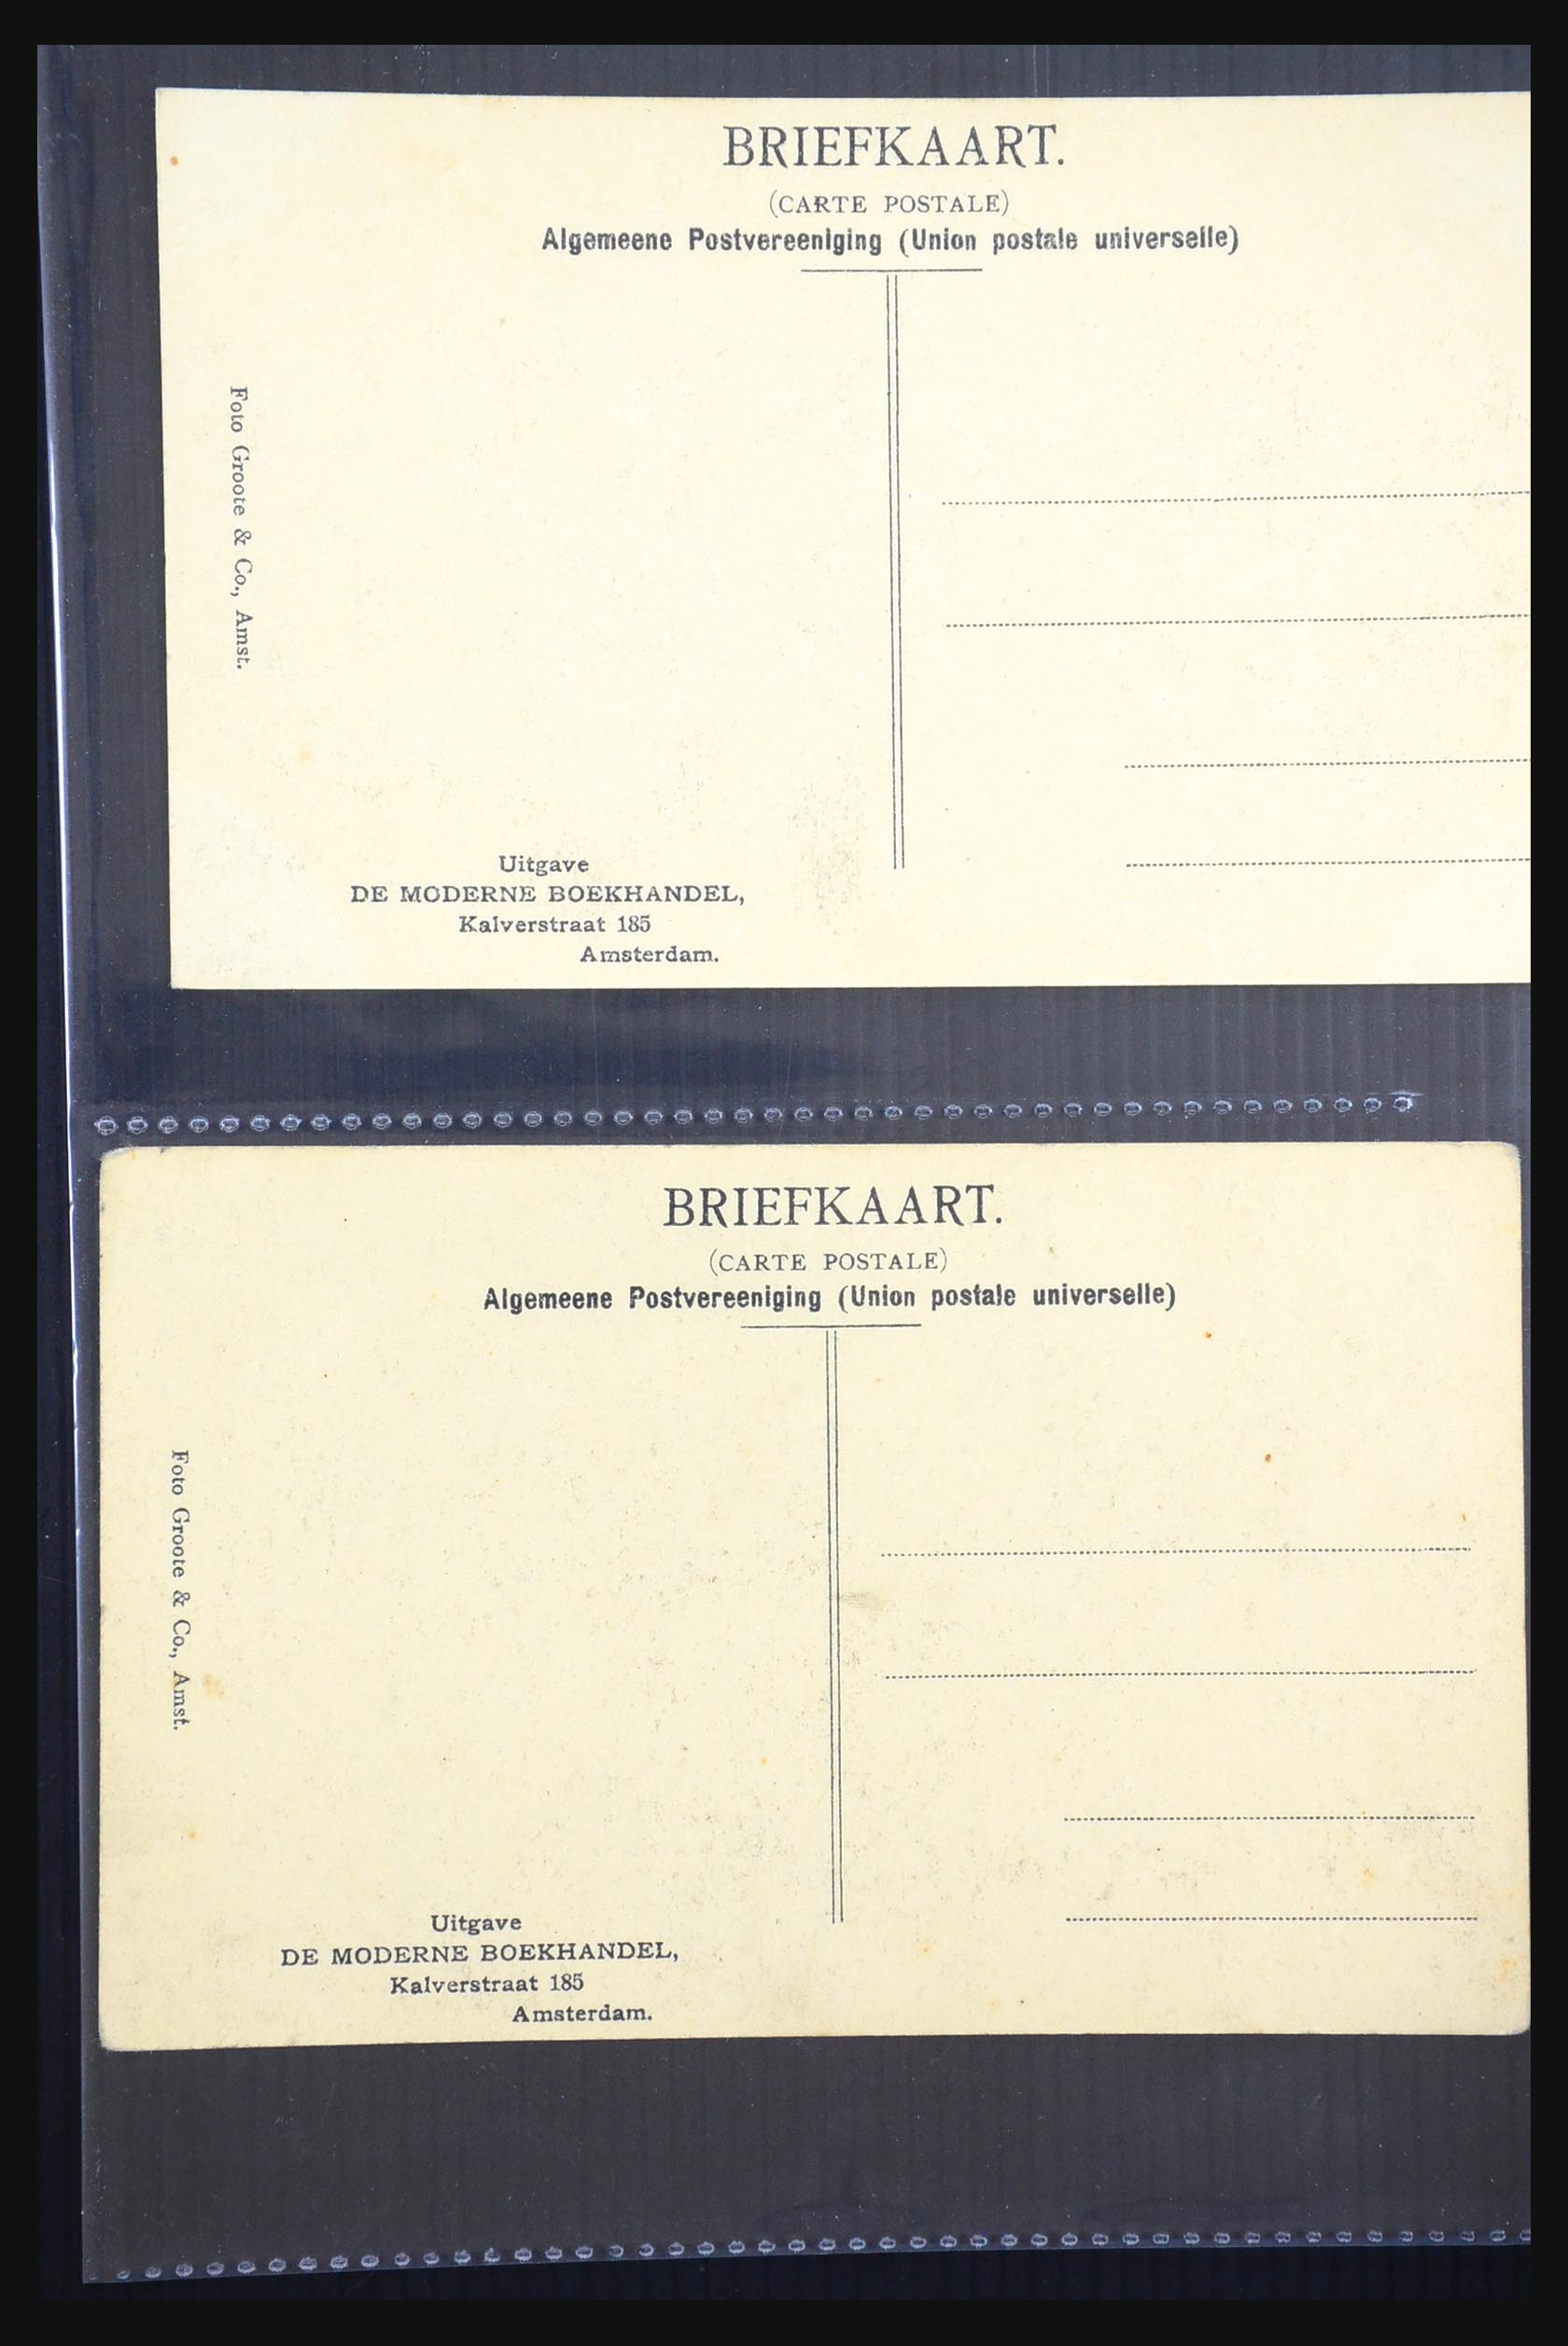 BRIEFKAART.
(CARTE POSTALE)
Algemeene Postvereeniging (Union postale universelle)
Foto Groote & Co., Amst.
Uitgave
DE MODERNE BOEKHANDEL,
Kalverstraat 185
Amsterdam.
BRIEFKAART.
(CARTE POSTALE)
Algemeene Postvereeniging (Union postale universelle)
Foto Groote & Co., Amst.
Uitgave
DE MODERNE BOEKHANDEL,
Kalverstraat 185
Amsterdam.